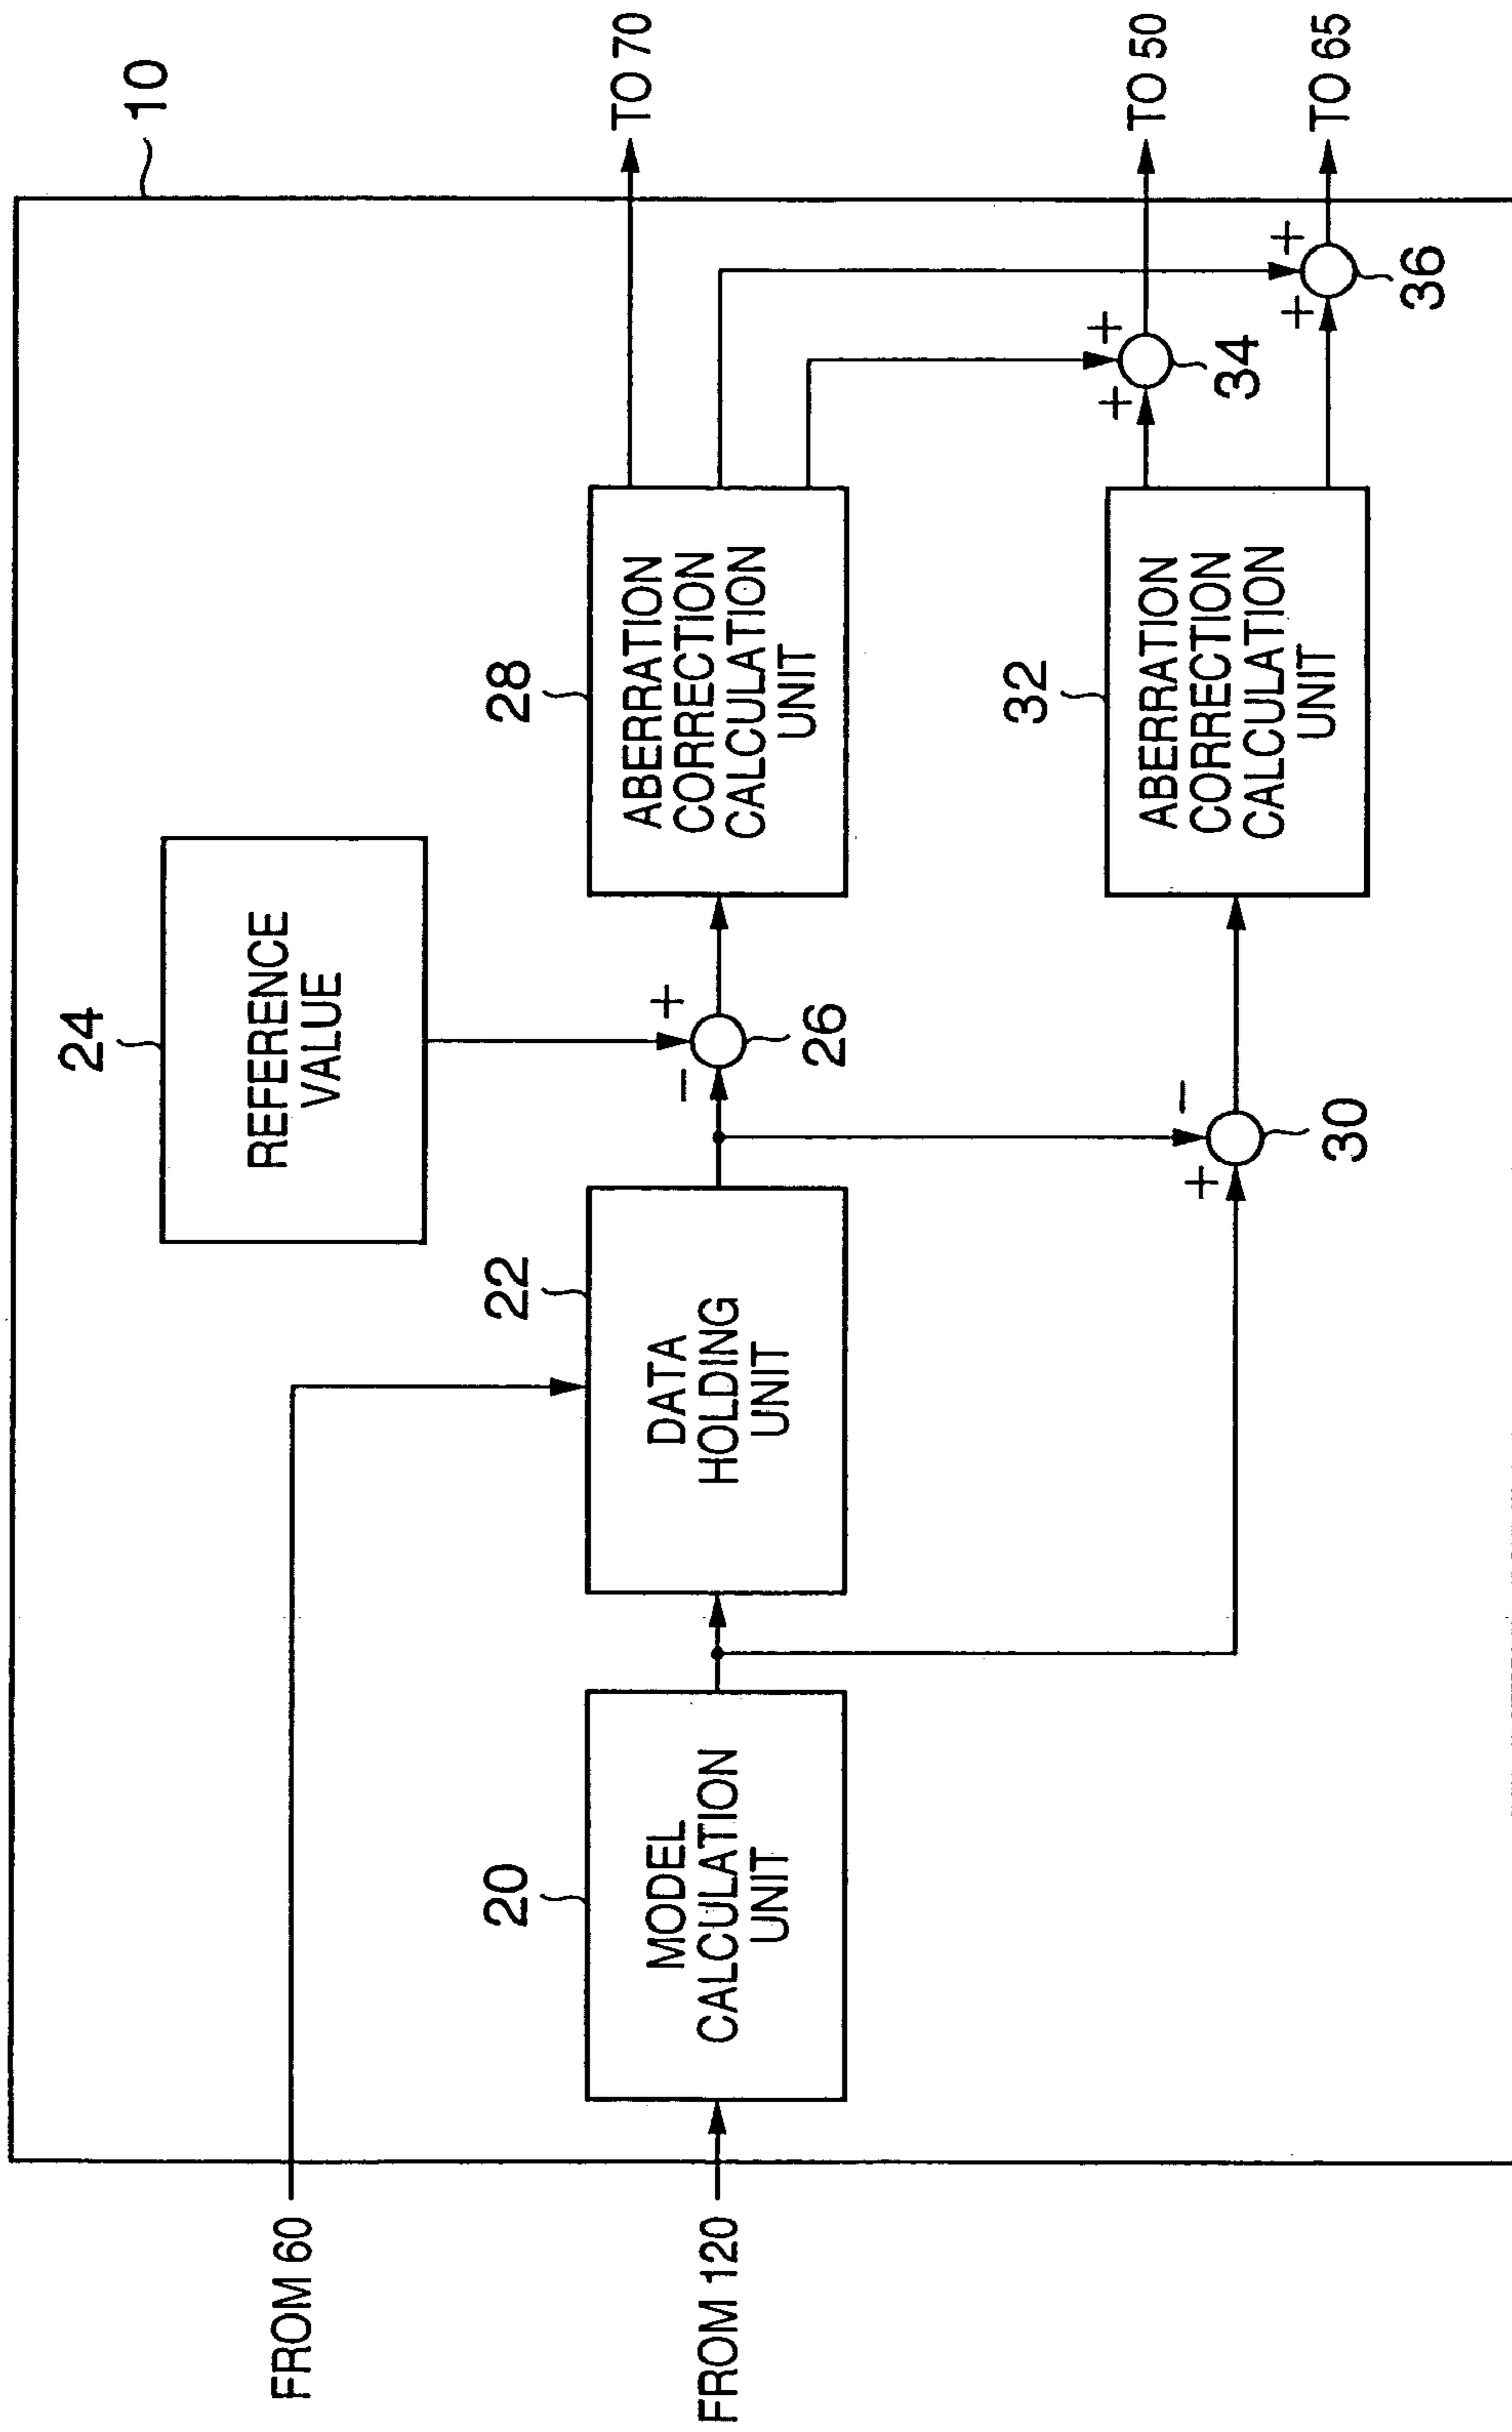 10
24
REFERENCE
VALUE
FROM 60
TO 70
20
MODEL
CALCULATION
UNIT
22
DATA
HOLDING
UNIT
−
+
26
28
ABERRATION
CORRECTION
CALCULATION
UNIT
FROM 120
+
−
30
32
ABERRATION
CORRECTION
CALCULATION
UNIT
+
+
34
TO 50
+
+
36
TO 65